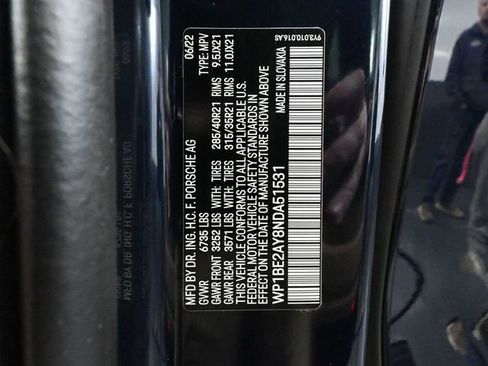 MFD BY DR. ING. H.C. F. PORSCHE AG 06/22
GVWR 6735 LBS TYPE: MPV
GAWR FRONT 3252 LBS WITH: TIRES 285/40R21 RIMS 9.5JX21
GAWR REAR 3571 LBS WITH: TIRES 315/35R21 RIMS 11.0JX21
THIS VEHICLE CONFORMS TO ALL APPLICABLE U.S.
FEDERAL MOTOR VEHICLE SAFETY STANDARDS IN
EFFECT ON THE DATE OF MANUFACTURE SHOWN ABOVE
WP1BE2AY8NDA51531 MADE IN SLOVAKIA
9Y3.010.016.AS